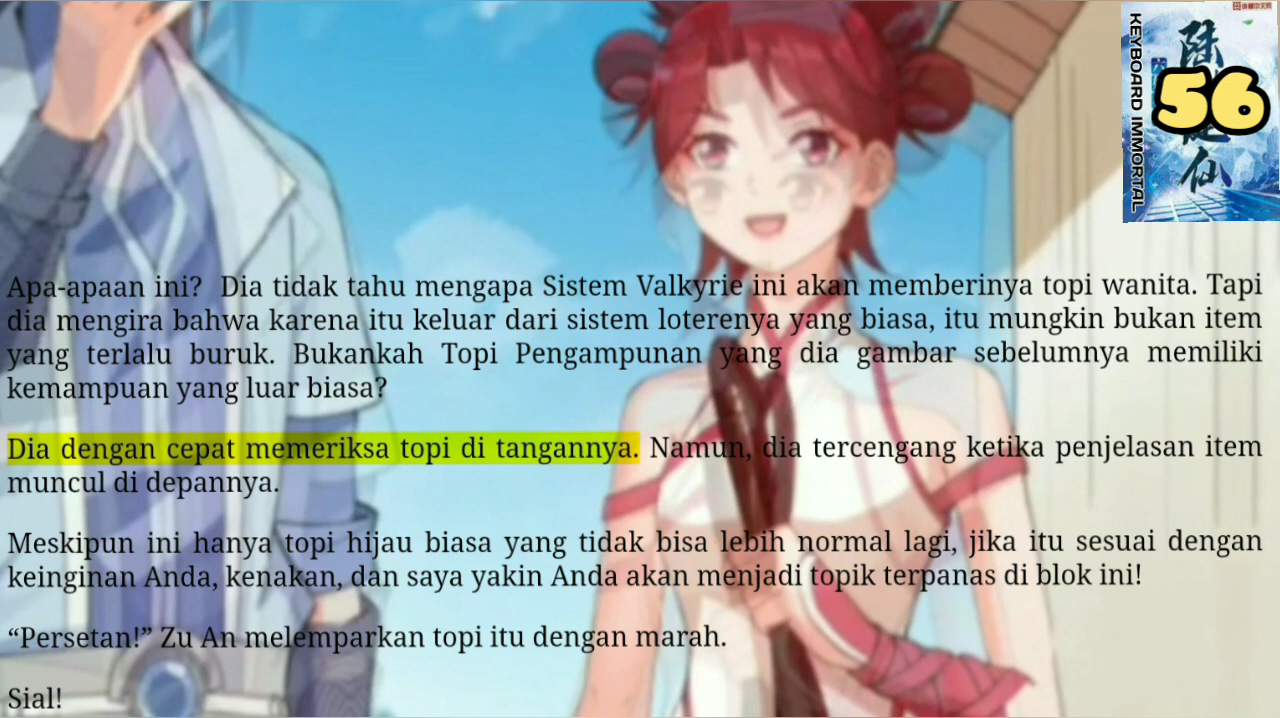 KEYBOARD IMMORTAL
陆
仙
56
Apa-apaan ini?  Dia tidak tahu mengapa Sistem Valkyrie ini akan memberinya topi wanita. Tapi
dia mengira bahwa karena itu keluar dari sistem loterenya yang biasa, itu mungkin bukan item
yang terlalu buruk. Bukankah Topi Pengampunan yang dia gambar sebelumnya memiliki
kemampuan yang luar biasa?
Dia dengan cepat memeriksa topi di tangannya. Namun, dia tercengang ketika penjelasan item
muncul di depannya.
Meskipun ini hanya topi hijau biasa yang tidak bisa lebih normal lagi, jika itu sesuai dengan
keinginan Anda, kenakan, dan saya yakin Anda akan menjadi topik terpanas di blok ini!
“Persetan!” Zu An melemparkan topi itu dengan marah.
Sial!